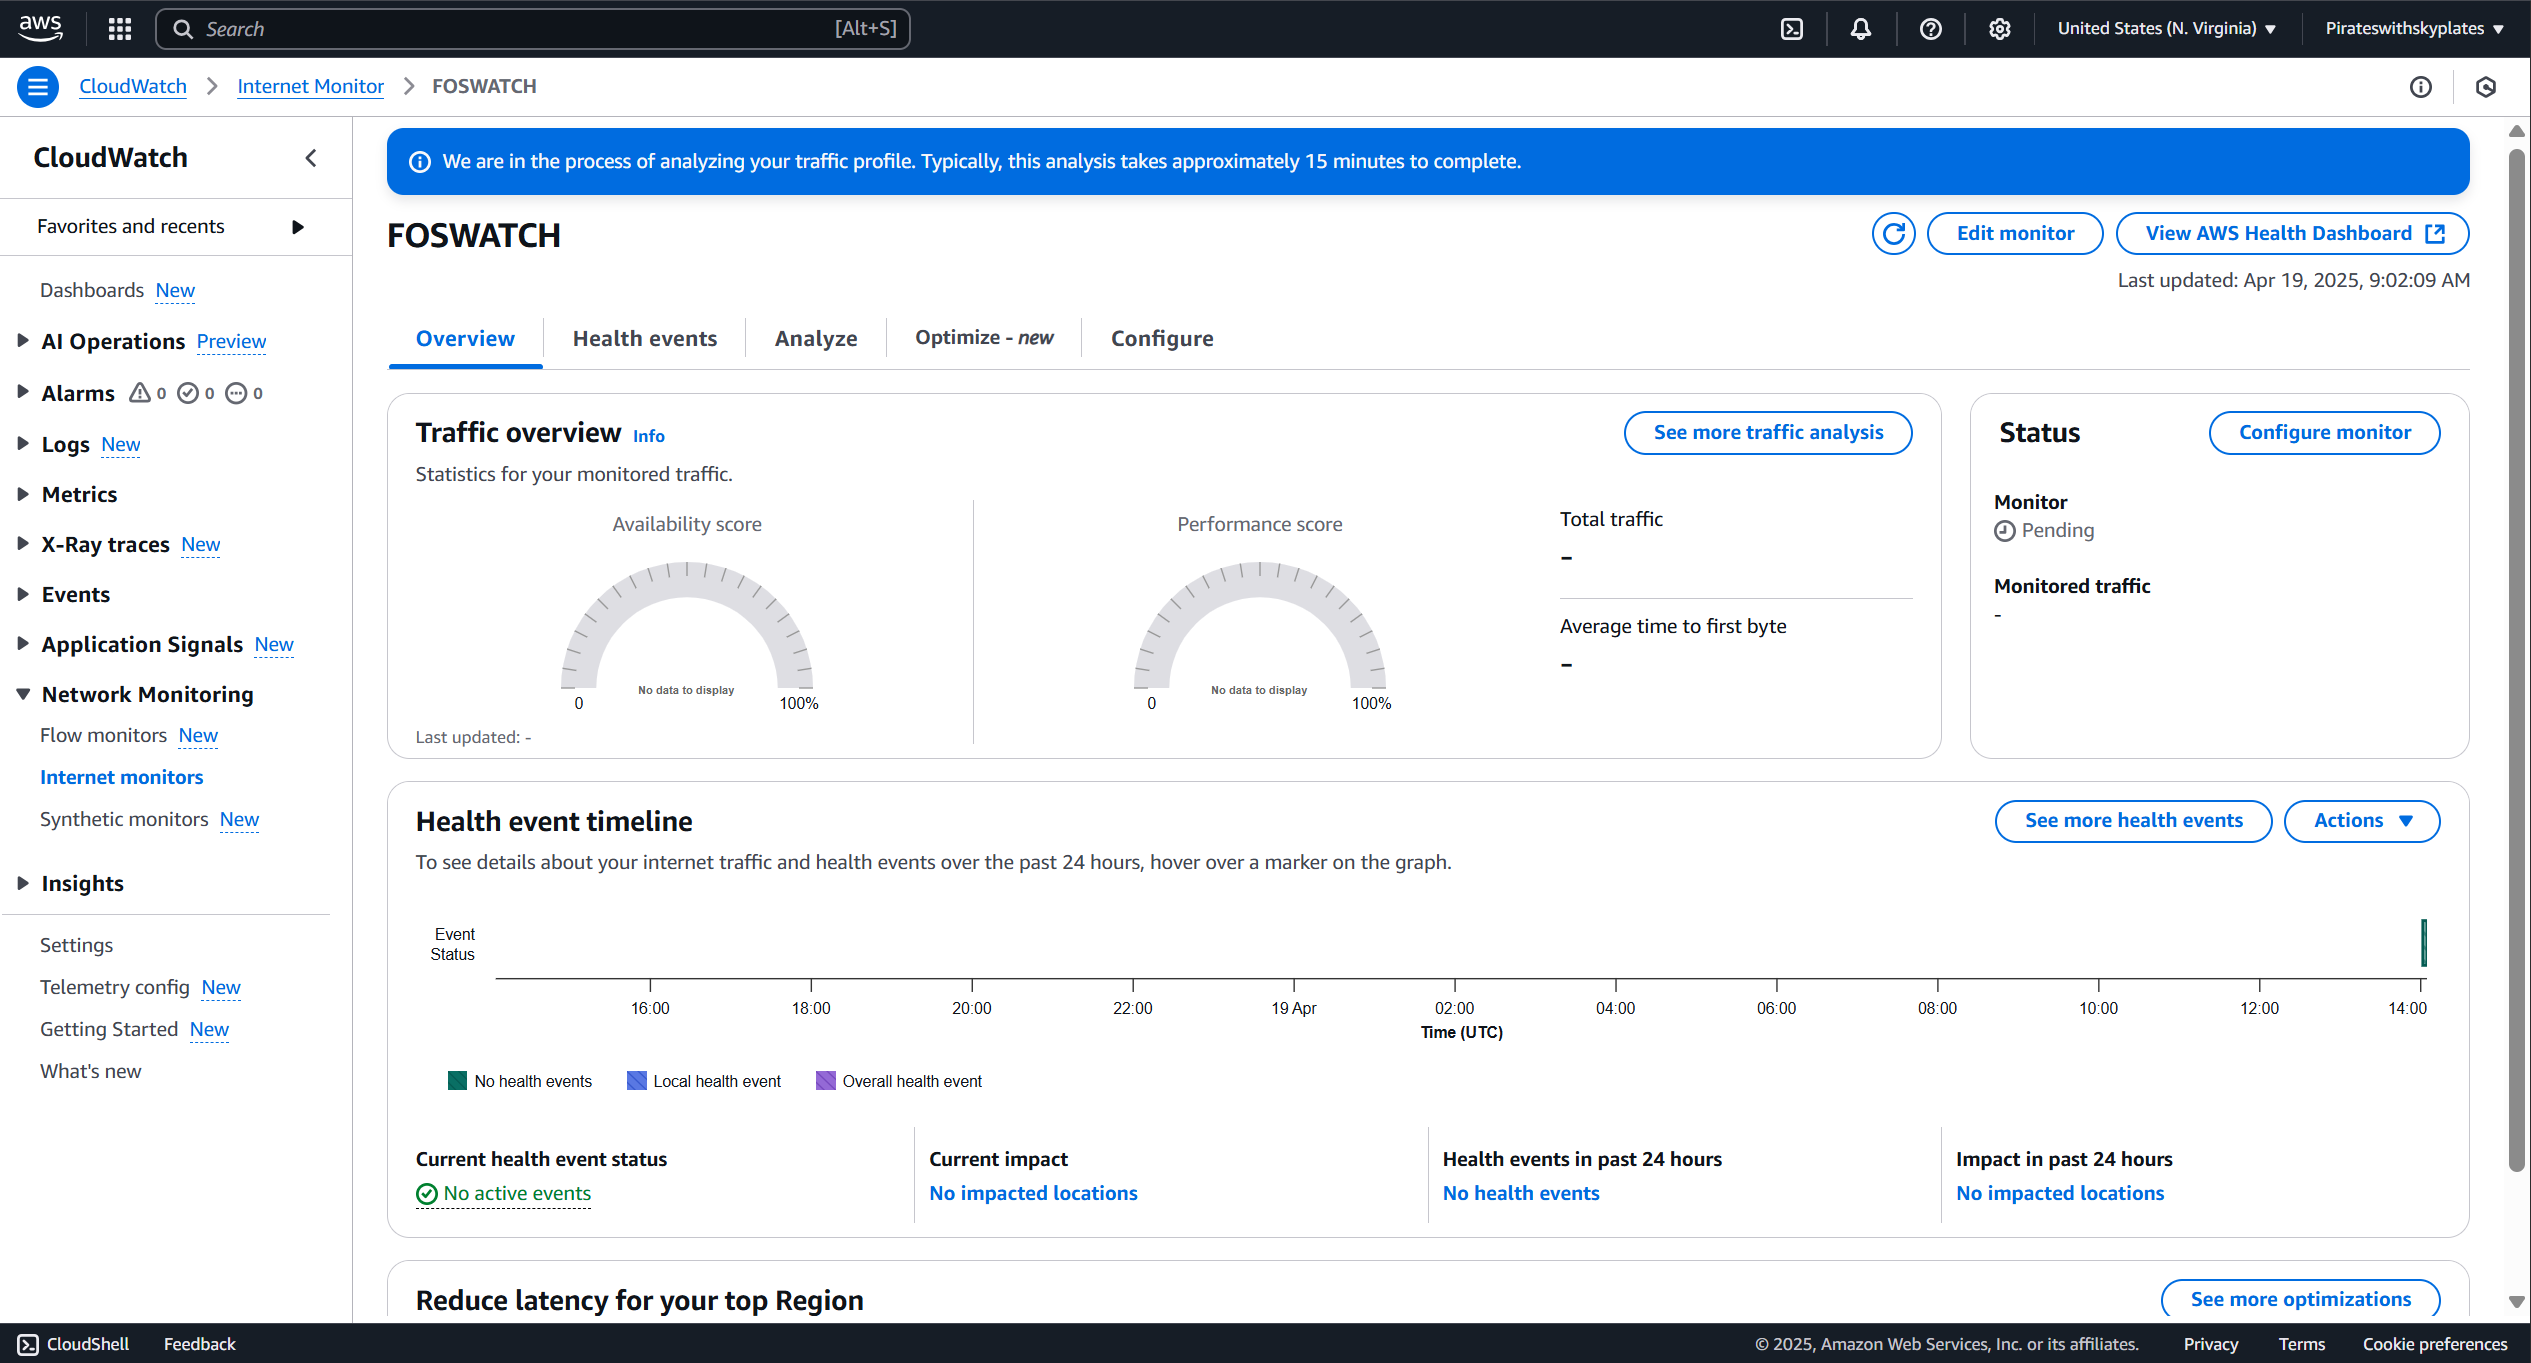 aws
Search [Alt+S]
United States (N. Virginia)
Pirateswithskyplates
CloudWatch
Internet Monitor
FOSWATCH
CloudWatch
Favorites and recents
Dashboards New
AI Operations Preview
Alarms 0 0 0
Logs New
Metrics
X-Ray traces New
Events
Application Signals New
Network Monitoring
Flow monitors New
Internet monitors
Synthetic monitors New
Insights
Settings
Telemetry config New
Getting Started New
What's new
We are in the process of analyzing your traffic profile. Typically, this analysis takes approximately 15 minutes to complete.
FOSWATCH
Edit monitor
View AWS Health Dashboard
Last updated: Apr 19, 2025, 9:02:09 AM
Overview
Health events
Analyze
Optimize - new
Configure
Traffic overview Info
See more traffic analysis
Statistics for your monitored traffic.
Availability score
No data to display
0 100%
Last updated: -
Performance score
No data to display
0 100%
Total traffic
–
Average time to first byte
–
Status
Configure monitor
Monitor
Pending
Monitored traffic
-
Health event timeline
See more health events
Actions
To see details about your internet traffic and health events over the past 24 hours, hover over a marker on the graph.
Event
Status
16:00 18:00 20:00 22:00 19 Apr 02:00 04:00 06:00 08:00 10:00 12:00 14:00
Time (UTC)
No health events
Local health event
Overall health event
Current health event status
No active events
Current impact
No impacted locations
Health events in past 24 hours
No health events
Impact in past 24 hours
No impacted locations
Reduce latency for your top Region
See more optimizations
CloudShell
Feedback
© 2025, Amazon Web Services, Inc. or its affiliates.
Privacy
Terms
Cookie preferences